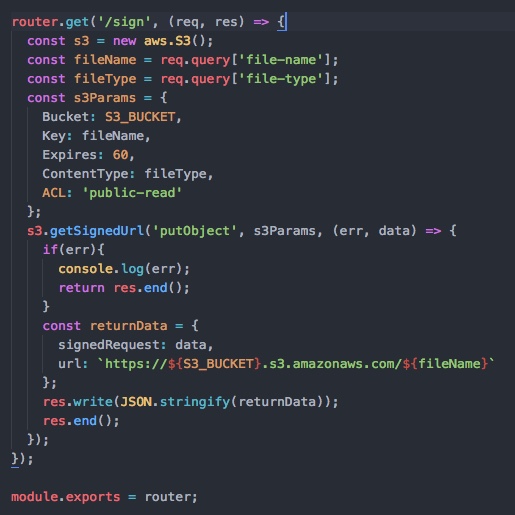 router.get('/sign', (req, res) => {
  const s3 = new aws.S3();
  const fileName = req.query['file-name'];
  const fileType = req.query['file-type'];
  const s3Params = {
    Bucket: S3_BUCKET,
    Key: fileName,
    Expires: 60,
    ContentType: fileType,
    ACL: 'public-read'
  };
  s3.getSignedUrl('putObject', s3Params, (err, data) => {
    if(err){
      console.log(err);
      return res.end();
    }
    const returnData = {
      signedRequest: data,
      url: `https://${S3_BUCKET}.s3.amazonaws.com/${fileName}`
    };
    res.write(JSON.stringify(returnData));
    res.end();
  });
});

module.exports = router;